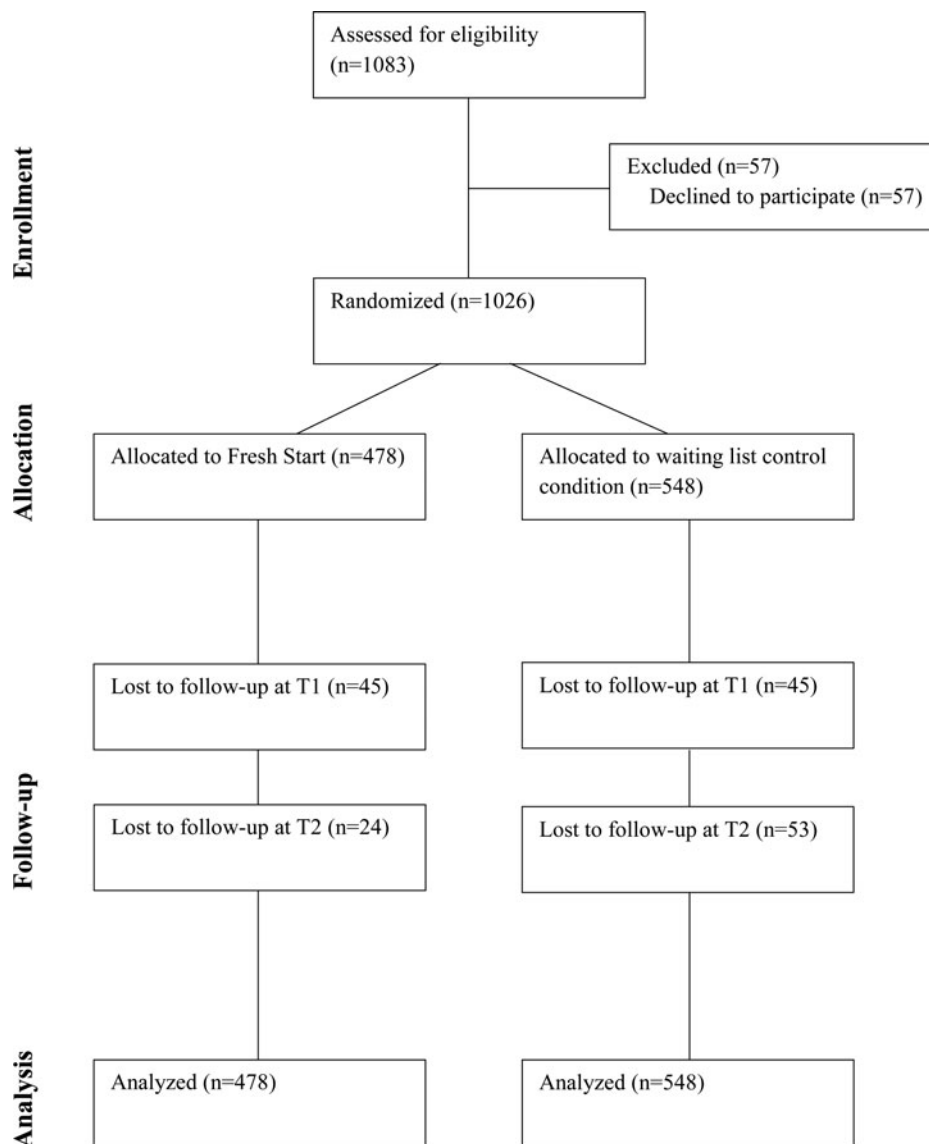 Assessed for eligibility
(n=1083)
Enrollment
Excluded (n=57)
Declined to participate (n=57)
Randomized (n=1026)
Allocation
Allocated to Fresh Start (n=478)
Allocated to waiting list control
condition (n=548)
Lost to follow-up at T1 (n=45)
Lost to follow-up at T1 (n=45)
Follow-up
Lost to follow-up at T2 (n=24)
Lost to follow-up at T2 (n=53)
Analysis
Analyzed (n=478)
Analyzed (n=548)